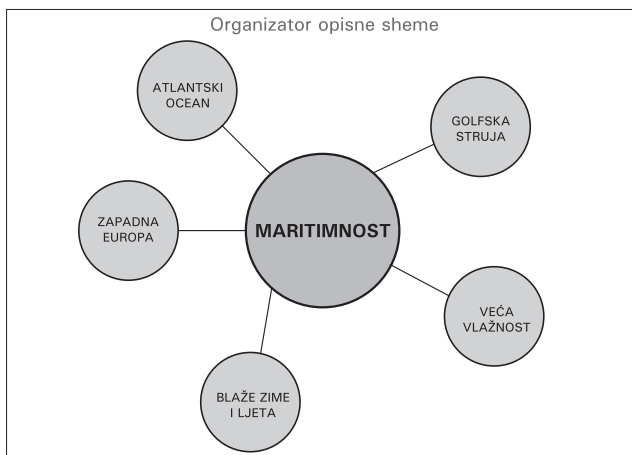 Organizator opisne sheme
ATLANTSKI
OCEAN
GOLFSKA
STRUJA
ZAPADNA
EUROPA
MARITIMNOST
VEĆA
VLAŽNOST
BLAŽE ZIME
I LJETA